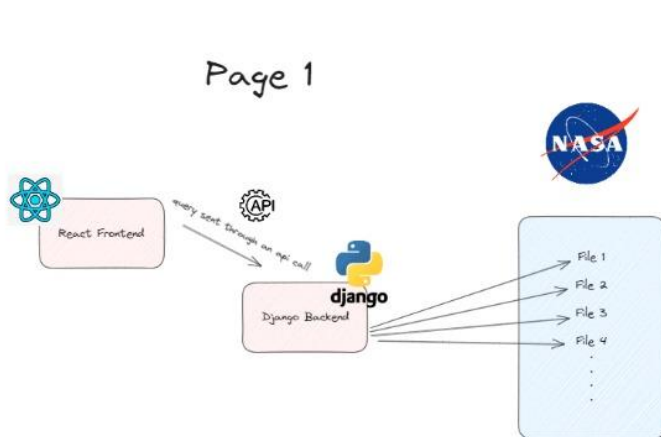 Page 1
NASA
API
React Frontend
query sent through an api call
django
Django Backend
File 1
File 2
File 3
File 4